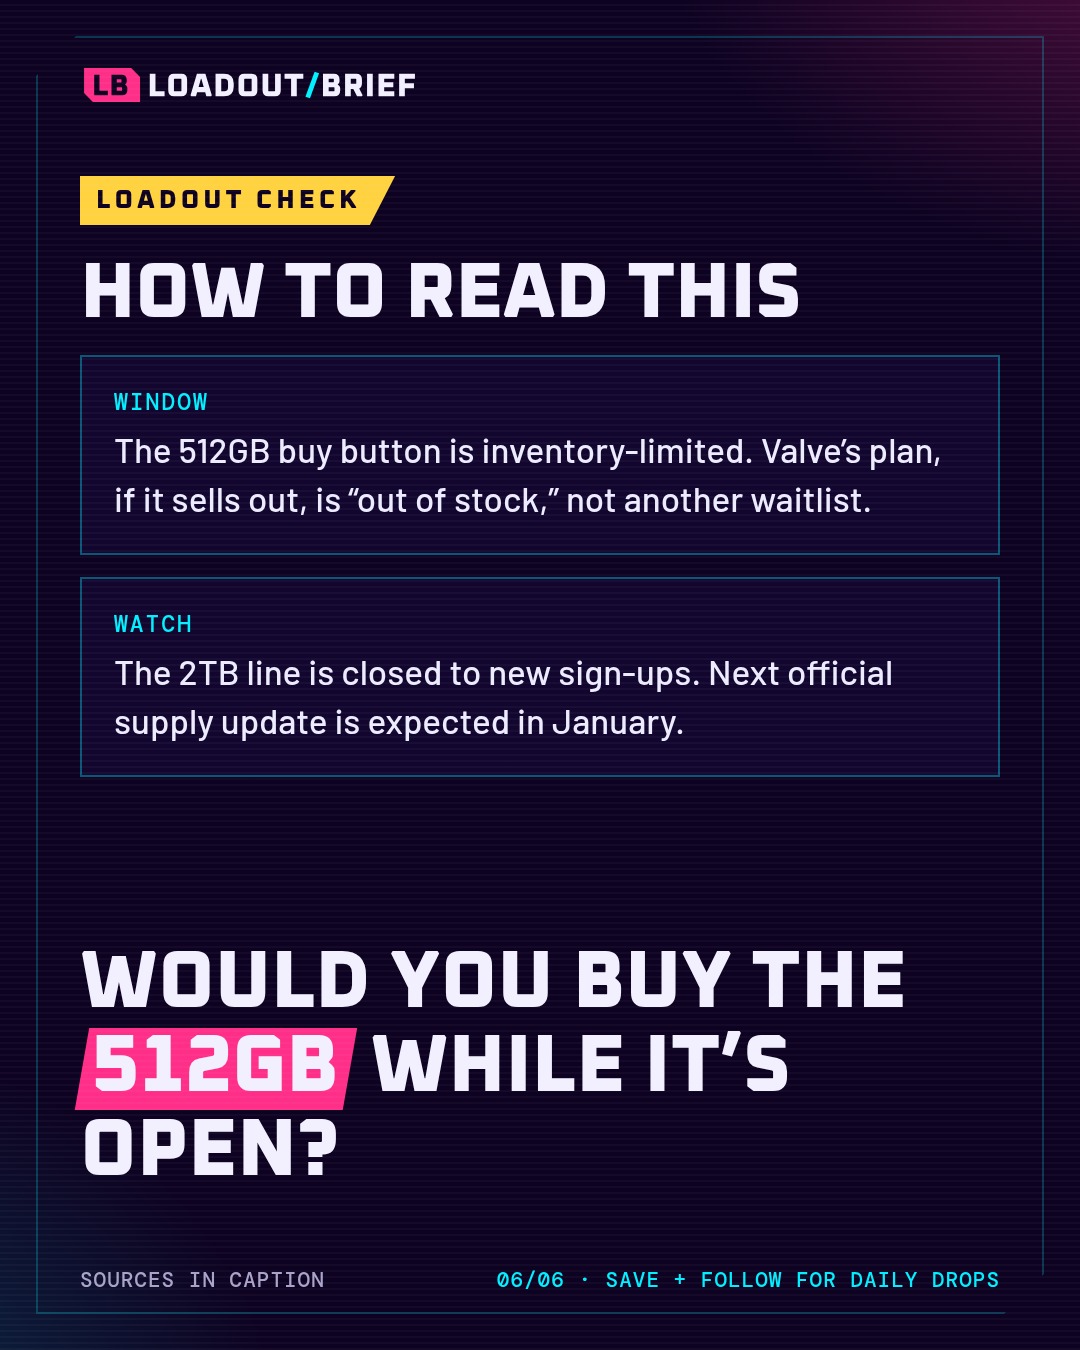 LB LOADOUT/BRIEF
LOADOUT CHECK
HOW TO READ THIS
WINDOW
The 512GB buy button is inventory-limited. Valve’s plan,
if it sells out, is “out of stock,” not another waitlist.
WATCH
The 2TB line is closed to new sign-ups. Next official
supply update is expected in January.
WOULD YOU BUY THE
512GB WHILE IT’S
OPEN?
SOURCES IN CAPTION
06/06 · SAVE + FOLLOW FOR DAILY DROPS